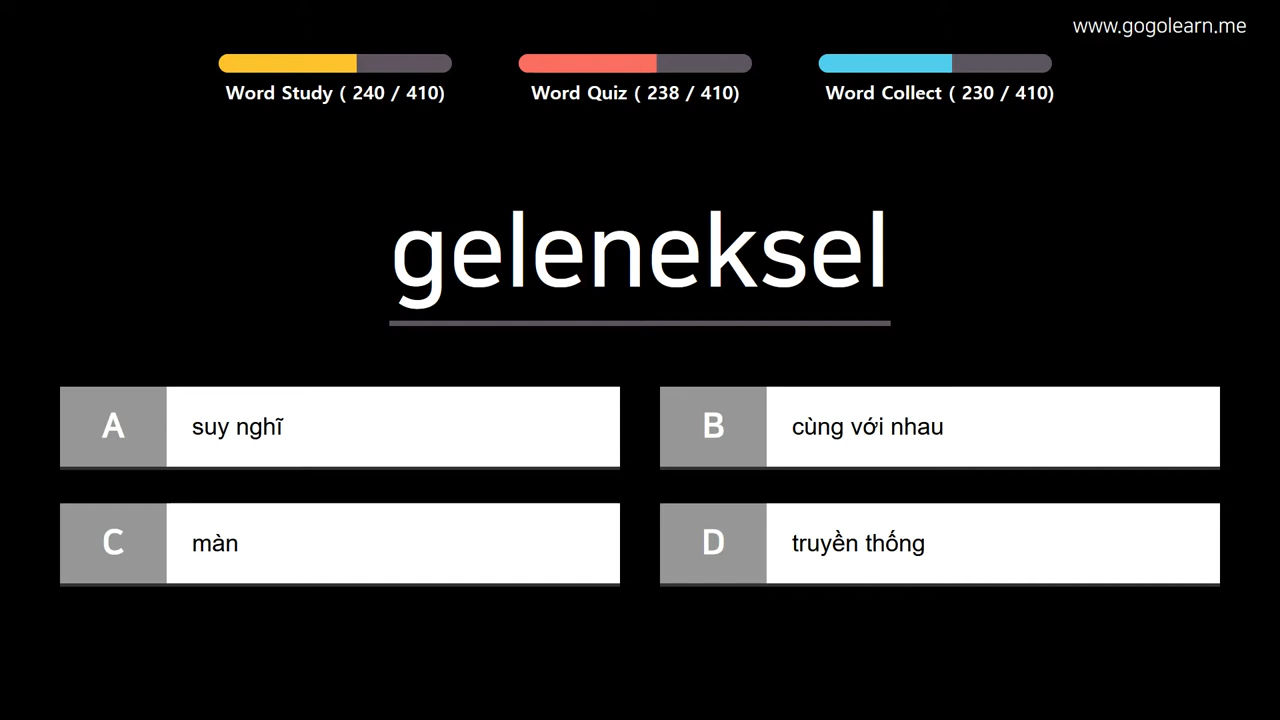 www.gogolearn.me
Word Study ( 240 / 410)
Word Quiz ( 238 / 410)
Word Collect ( 230 / 410)
geleneksel
A suy nghĩ
B cùng với nhau
C màn
D truyền thống